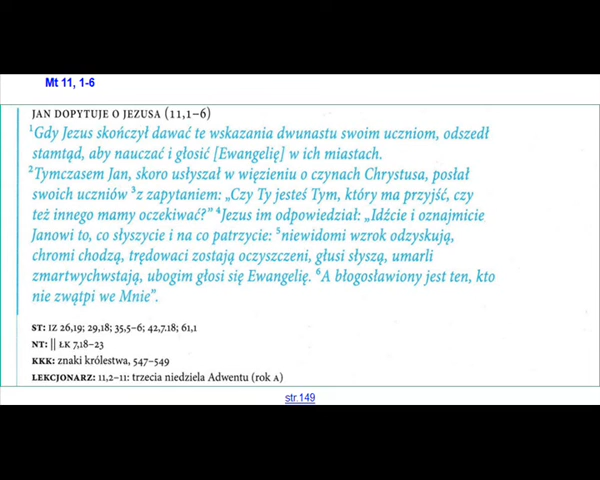 Mt 11, 1-6
JAN DOPYTUJE O JEZUSA (11,1–6)
¹Gdy Jezus skończył dawać te wskazania dwunastu swoim uczniom, odszedł
stamtąd, aby nauczać i głosić [Ewangelię] w ich miastach.
²Tymczasem Jan, skoro usłyszał w więzieniu o czynach Chrystusa, posłał
swoich uczniów ³z zapytaniem: „Czy Ty jesteś Tym, który ma przyjść, czy
też innego mamy oczekiwać?” ⁴Jezus im odpowiedział: „Idźcie i oznajmicie
Janowi to, co słyszycie i na co patrzycie: ⁵niewidomi wzrok odzyskują,
chromi chodzą, trędowaci zostają oczyszczeni, głusi słyszą, umarli
zmartwychwstają, ubogim głosi się Ewangelię. ⁶A błogosławiony jest ten, kto
nie zwątpi we Mnie”.
ST: IZ 26,19; 29,18; 35,5–6; 42,7.18; 61,1
NT: || ŁK 7,18–23
KKK: znaki królestwa, 547–549
LEKCJONARZ: 11,2–11: trzecia niedziela Adwentu (rok A)
str.149